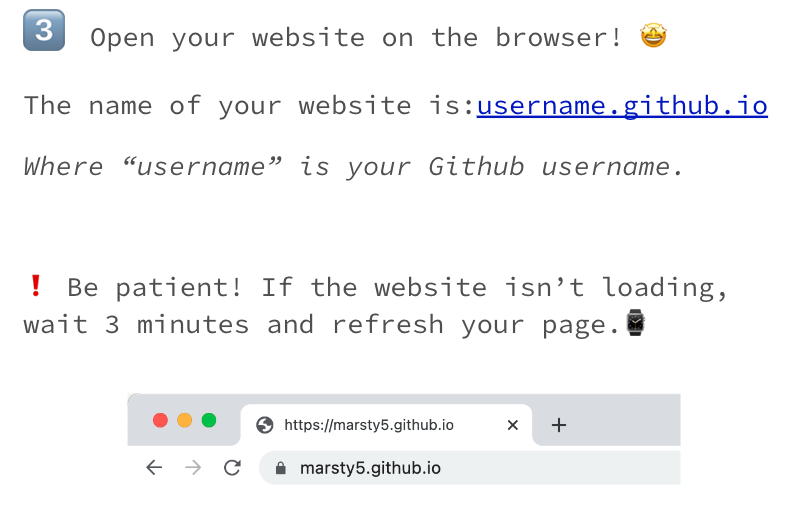 3 Open your website on the browser! 🤩
The name of your website is:username.github.io
Where “username” is your Github username.
❗ Be patient! If the website isn’t loading,
wait 3 minutes and refresh your page.
https://marsty5.github.io
marsty5.github.io